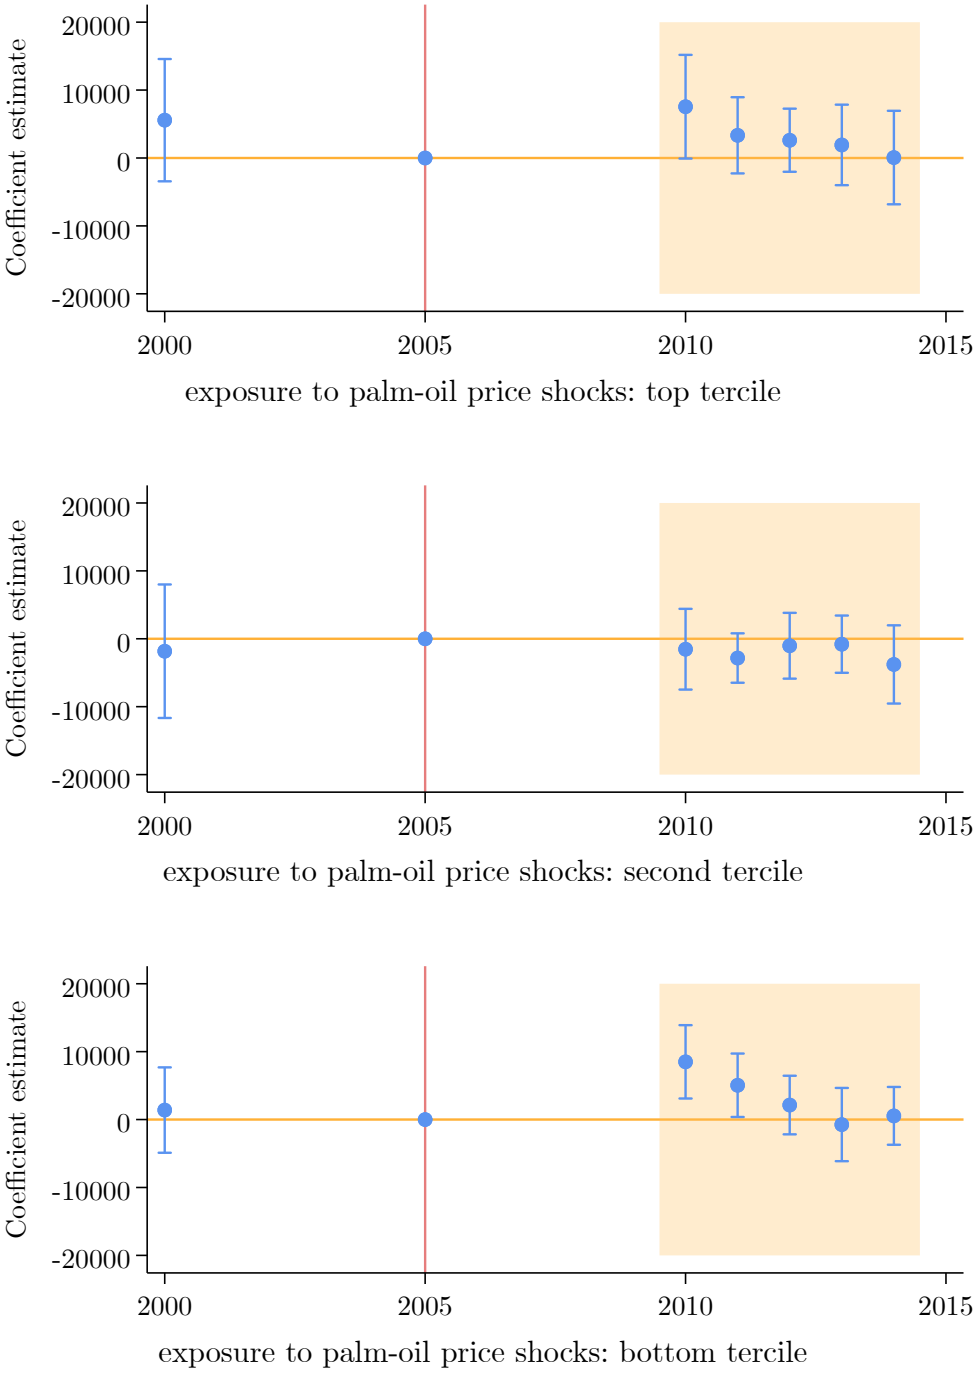 Coefficient estimate
20000
10000
0
-10000
-20000
2000 2005 2010 2015
exposure to palm-oil price shocks: top tercile
Coefficient estimate
20000
10000
0
-10000
-20000
2000 2005 2010 2015
exposure to palm-oil price shocks: second tercile
Coefficient estimate
20000
10000
0
-10000
-20000
2000 2005 2010 2015
exposure to palm-oil price shocks: bottom tercile